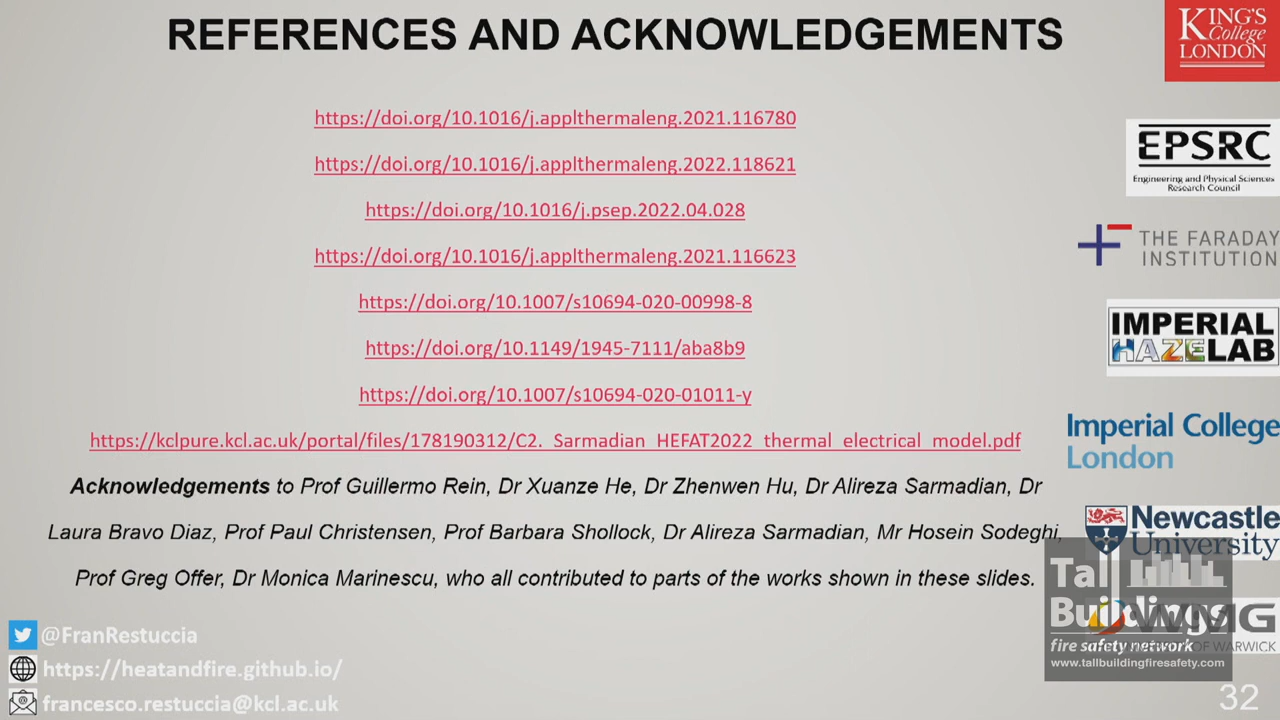 REFERENCES AND ACKNOWLEDGEMENTS
KING'S
College
LONDON
https://doi.org/10.1016/j.applthermaleng.2021.116780
https://doi.org/10.1016/j.applthermaleng.2022.118621
https://doi.org/10.1016/j.psep.2022.04.028
https://doi.org/10.1016/j.applthermaleng.2021.116623
https://doi.org/10.1007/s10694-020-00998-8
https://doi.org/10.1149/1945-7111/aba8b9
https://doi.org/10.1007/s10694-020-01011-y
https://kclpure.kcl.ac.uk/portal/files/178190312/C2._Sarmadian_HEFAT2022_thermal_electrical_model.pdf
Acknowledgements to Prof Guillermo Rein, Dr Xuanze He, Dr Zhenwen Hu, Dr Alireza Sarmadian, Dr
Laura Bravo Diaz, Prof Paul Christensen, Prof Barbara Shollock, Dr Alireza Sarmadian, Mr Hosein Sodeghi,
Prof Greg Offer, Dr Monica Marinescu, who all contributed to parts of the works shown in these slides.
EPSRC
Engineering and Physical Sciences
Research Council
THE FARADAY
INSTITUTION
IMPERIAL
HAZELAB
Imperial College
London
Newcastle
University
WMG
OF WARWICK
Tall
Buildings
fire safety network
www.tallbuildingfiresafety.com
@FranRestuccia
https://heatandfire.github.io/
francesco.restuccia@kcl.ac.uk
32